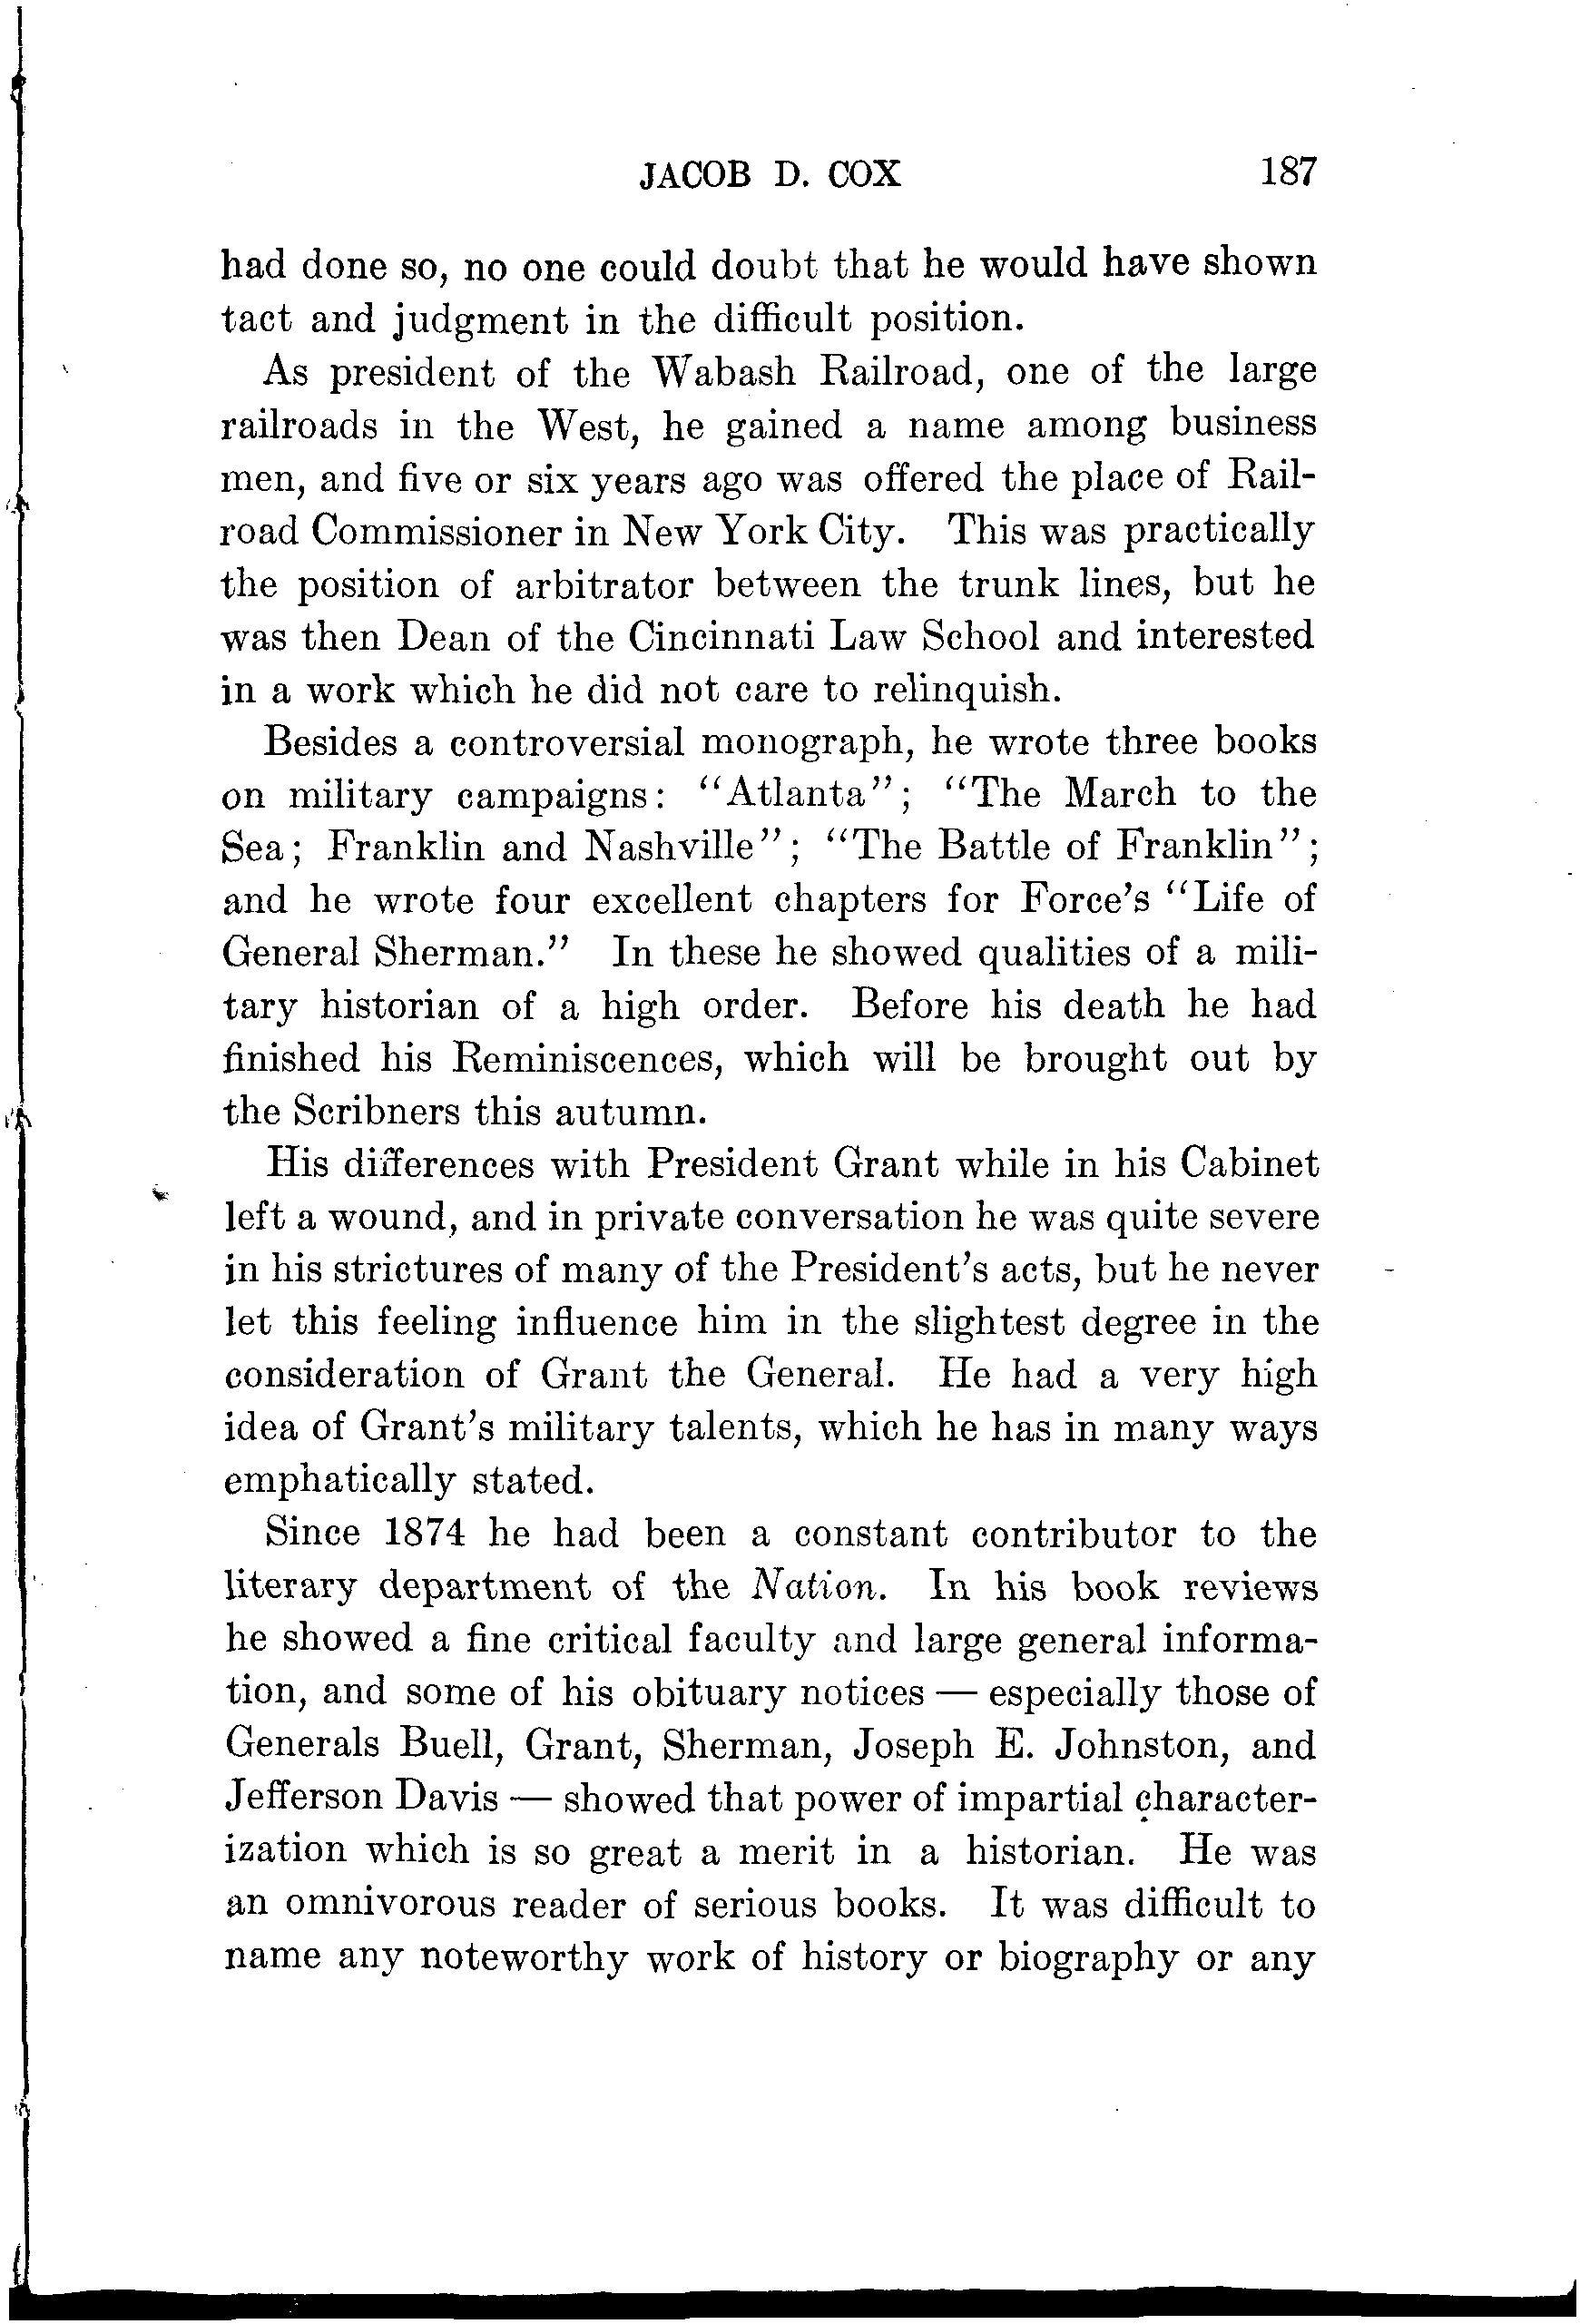 JACOB D. COX 187
had done so, no one could doubt that he would have shown
tact and judgment in the difficult position.
As president of the Wabash Railroad, one of the large
railroads in the West, he gained a name among business
men, and five or six years ago was offered the place of Rail-
road Commissioner in New York City. This was practically
the position of arbitrator between the trunk lines, but he
was then Dean of the Cincinnati Law School and interested
in a work which he did not care to relinquish.
Besides a controversial monograph, he wrote three books
on military campaigns: "Atlanta"; "The March to the
Sea; Franklin and Nashville"; "The Battle of Franklin";
and he wrote four excellent chapters for Force's "Life of
General Sherman." In these he showed qualities of a mili-
tary historian of a high order. Before his death he had
finished his Reminiscences, which will be brought out by
the Scribners this autumn.
His differences with President Grant while in his Cabinet
left a wound, and in private conversation he was quite severe
in his strictures of many of the President's acts, but he never
let this feeling influence him in the slightest degree in the
consideration of Grant the General. He had a very high
idea of Grant's military talents, which he has in many ways
emphatically stated.
Since 1874 he had been a constant contributor to the
literary department of the Nation. In his book reviews
he showed a fine critical faculty and large general informa-
tion, and some of his obituary notices — especially those of
Generals Buell, Grant, Sherman, Joseph E. Johnston, and
Jefferson Davis — showed that power of impartial character-
ization which is so great a merit in a historian. He was
an omnivorous reader of serious books. It was difficult to
name any noteworthy work of history or biography or any